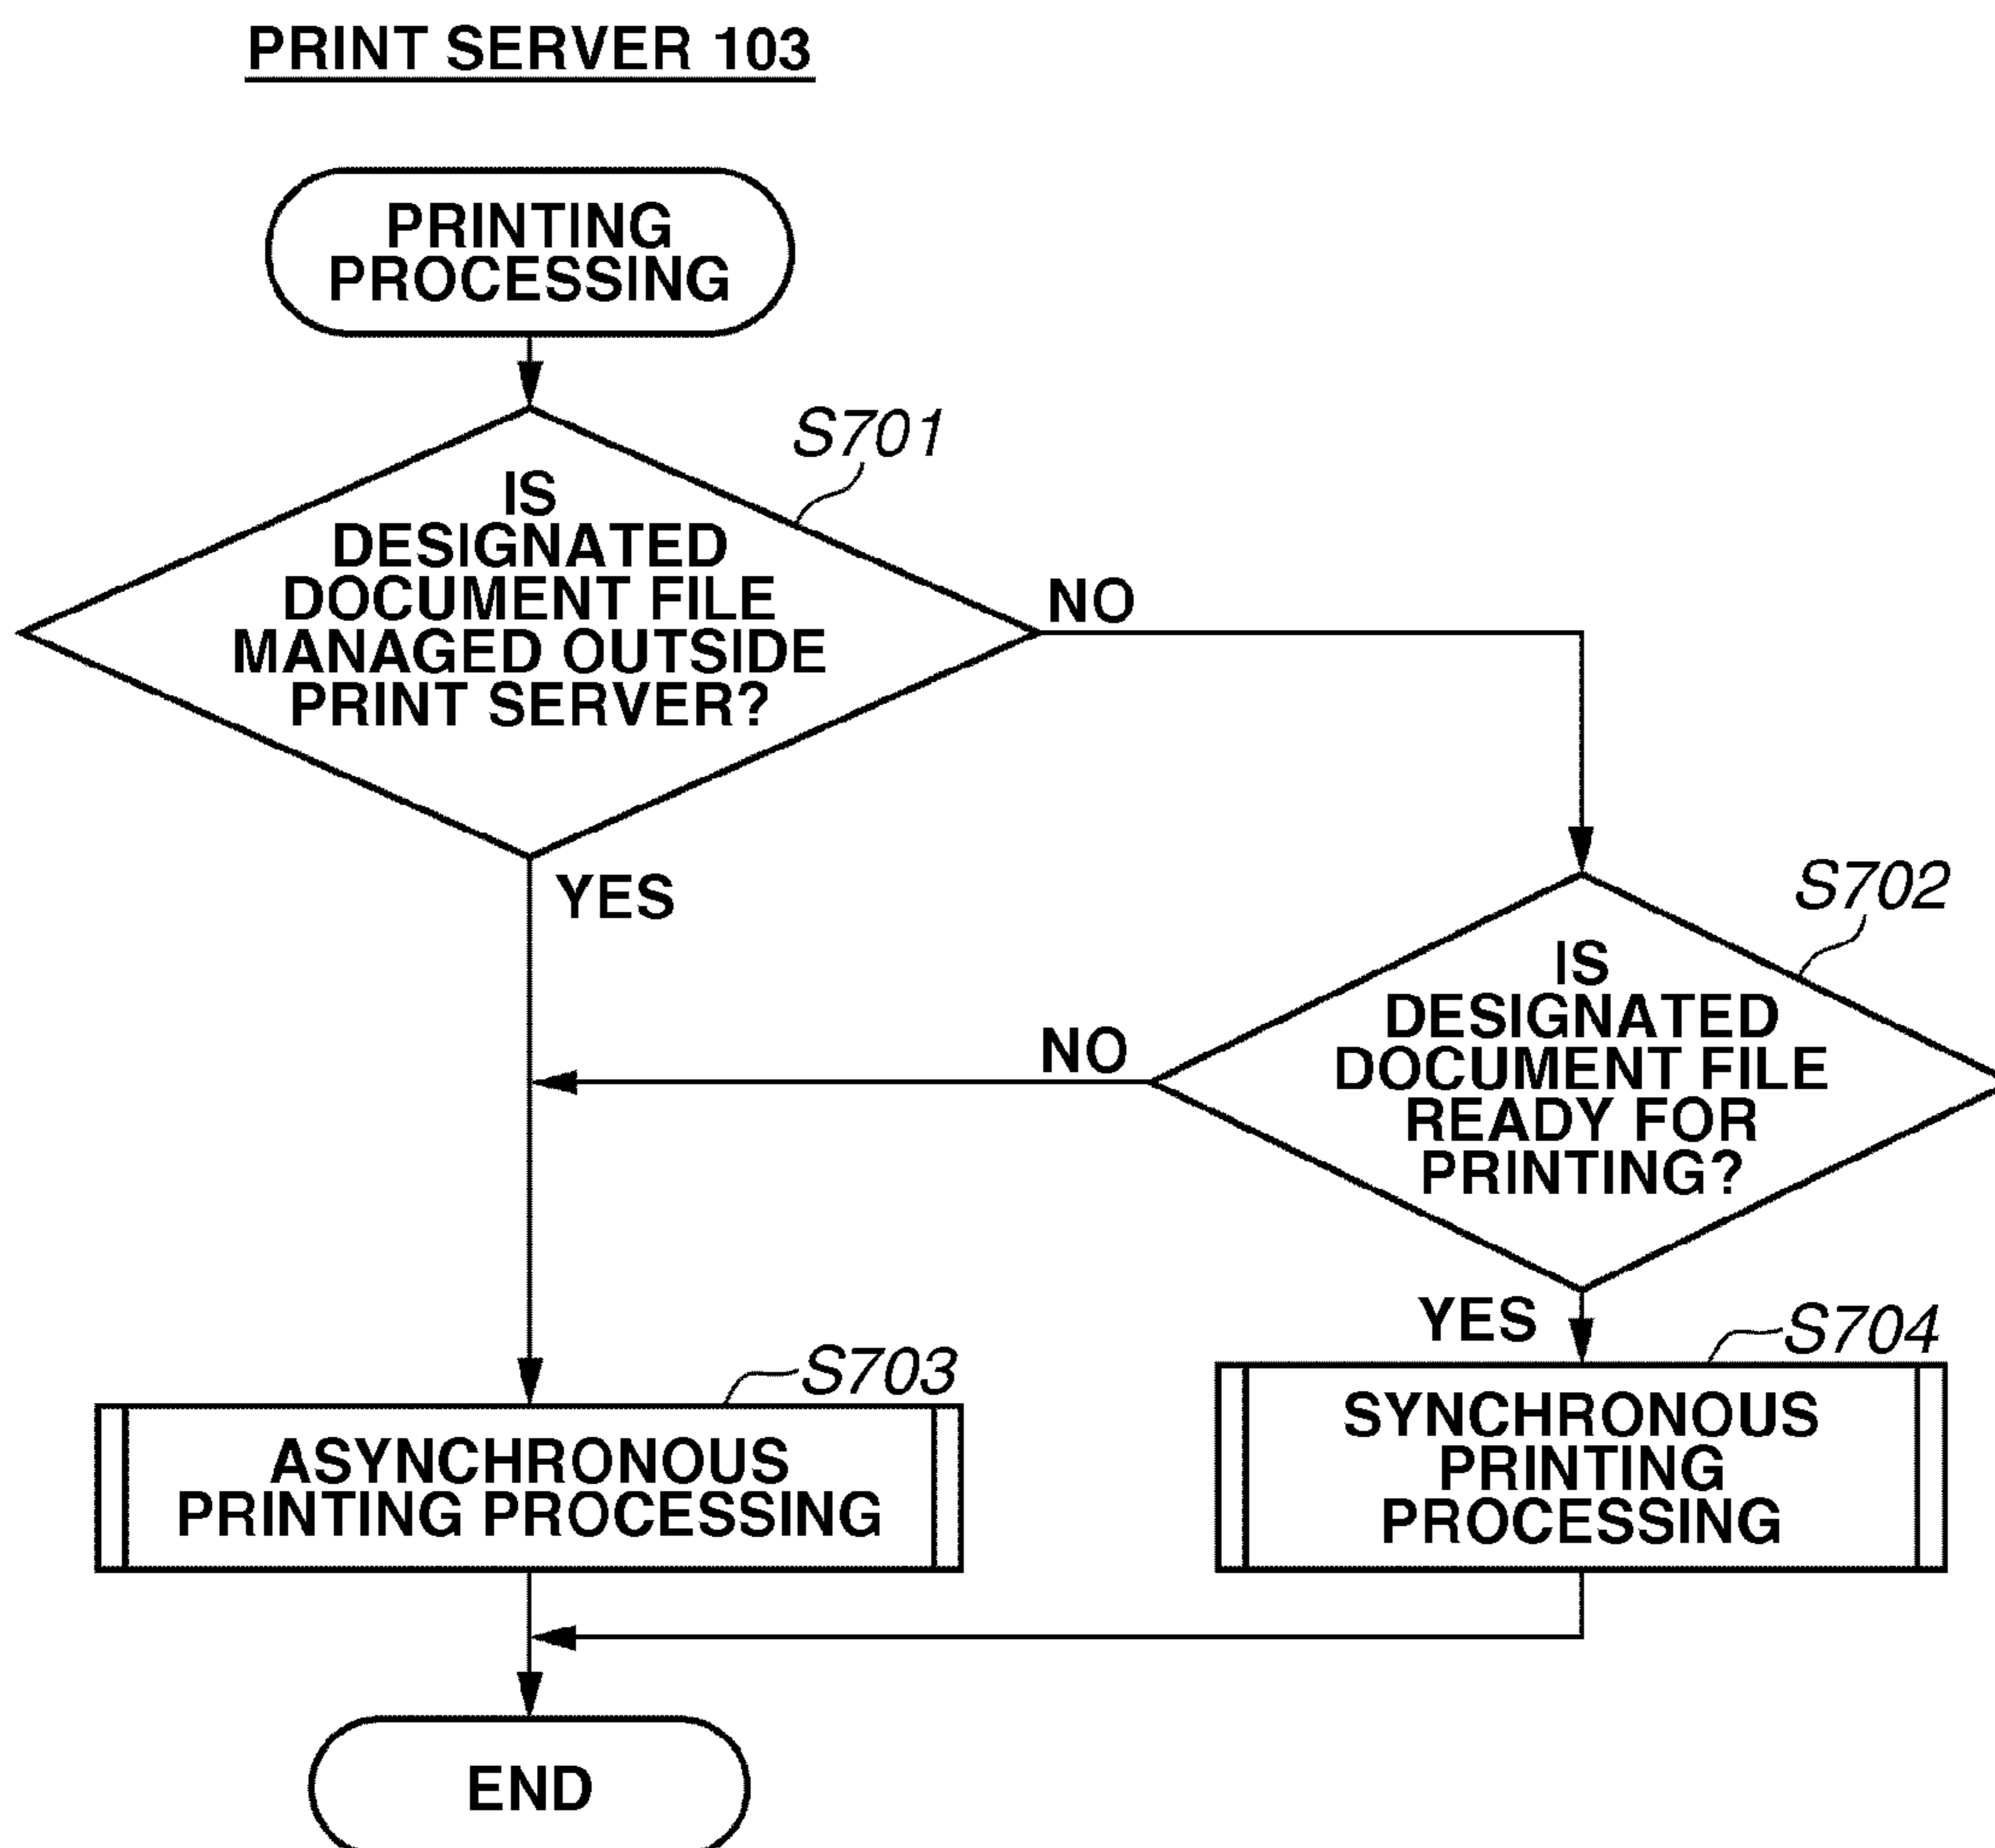 PRINT SERVER 103
PRINTING
PROCESSING
S701
IS
DESIGNATED
DOCUMENT FILE
MANAGED OUTSIDE
PRINT SERVER?
NO
YES
S702
IS
DESIGNATED
DOCUMENT FILE
READY FOR
PRINTING?
NO
YES
S703
ASYNCHRONOUS
PRINTING PROCESSING
S704
SYNCHRONOUS
PRINTING
PROCESSING
END